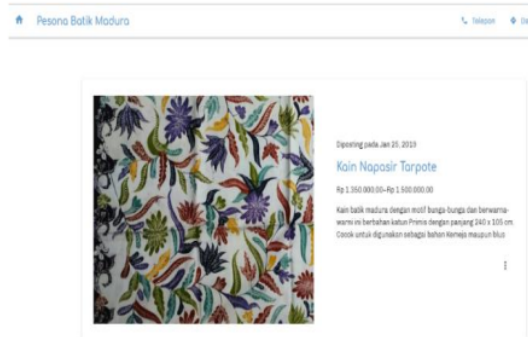 Pesona Batik Madura
Telepon
Diposting pada Jan 25, 2019
Kain Napasir Tarpote
Rp 1.350.000.00–Rp 1.500.000.00
Kain batik madura dengan motif bunga-bunga dan berwarna-
warni ini berbahan katun Primis dengan panjang 240 x 105 cm.
Cocok untuk digunakan sebagai bahan Kemeja maupun blus